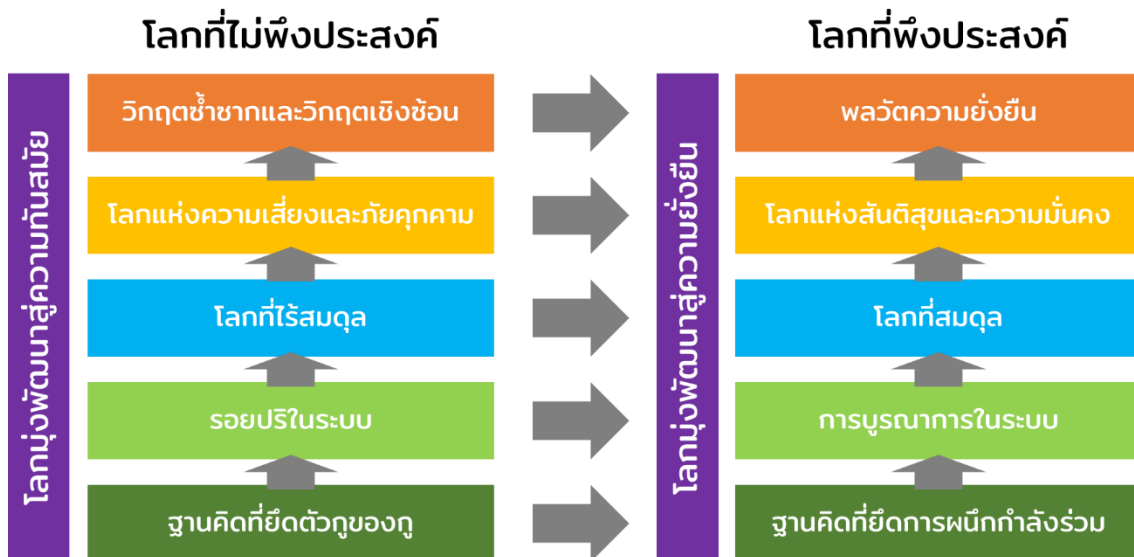 โลกที่ไม่พึงประสงค์
โลกมุ่งพัฒนาสู่ความทันสมัย
วิกฤตซ้ำซากและวิกฤตเชิงซ้อน
โลกแห่งความเสี่ยงและภัยคุกคาม
โลกที่ไร้สมดุล
รอยปริในระบบ
ฐานคิดที่ยึดตัวกูของกู
โลกที่พึงประสงค์
โลกมุ่งพัฒนาสู่ความยั่งยืน
พลวัตความยั่งยืน
โลกแห่งสันติสุขและความมั่นคง
โลกที่สมดุล
การบูรณาการในระบบ
ฐานคิดที่ยึดการผนึกกำลังร่วม